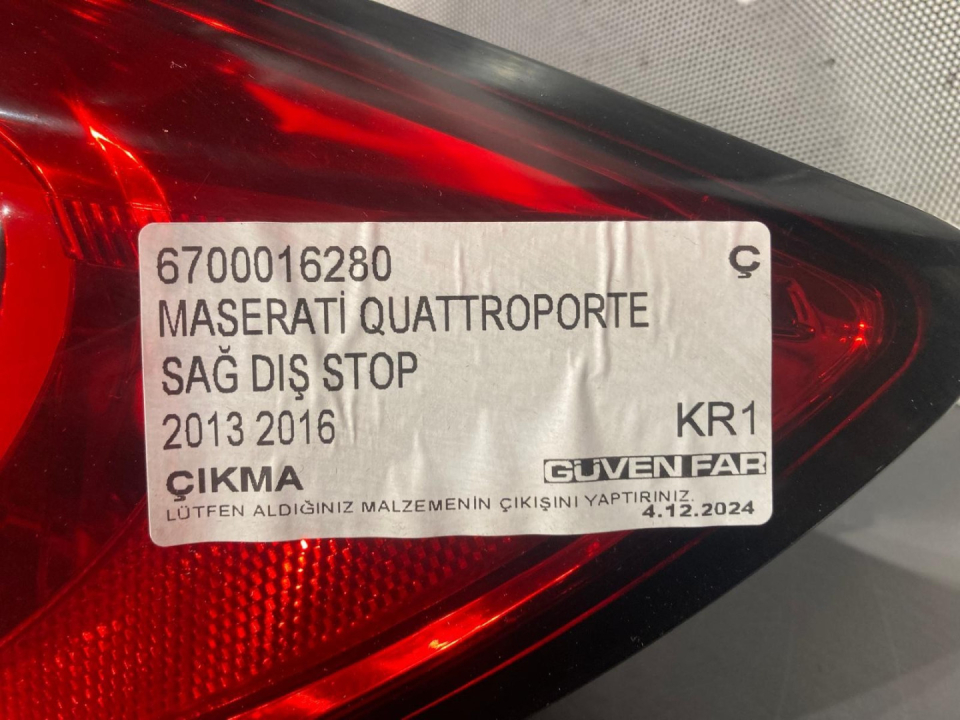 6700016280 Ç
MASERATİ QUATTROPORTE
SAĞ DIŞ STOP
2013 2016 KR1
ÇIKMA GÜVEN FAR
LÜTFEN ALDIĞINIZ MALZEMENİN ÇIKIŞINI YAPTIRINIZ.
4.12.2024